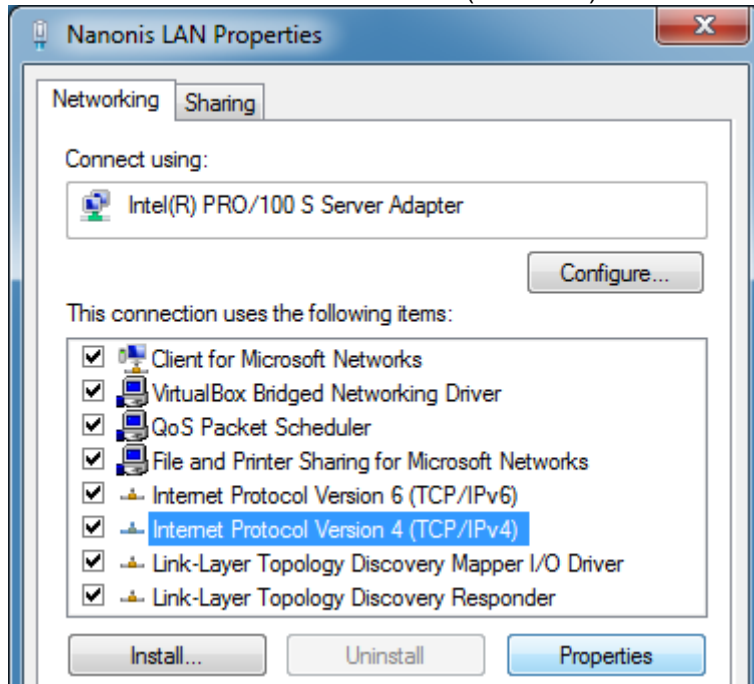 Nanonis LAN Properties
Networking Sharing
Connect using:
Intel(R) PRO/100 S Server Adapter
Configure...
This connection uses the following items:
Client for Microsoft Networks
VirtualBox Bridged Networking Driver
QoS Packet Scheduler
File and Printer Sharing for Microsoft Networks
Internet Protocol Version 6 (TCP/IPv6)
Internet Protocol Version 4 (TCP/IPv4)
Link-Layer Topology Discovery Mapper I/O Driver
Link-Layer Topology Discovery Responder
Install... Uninstall Properties